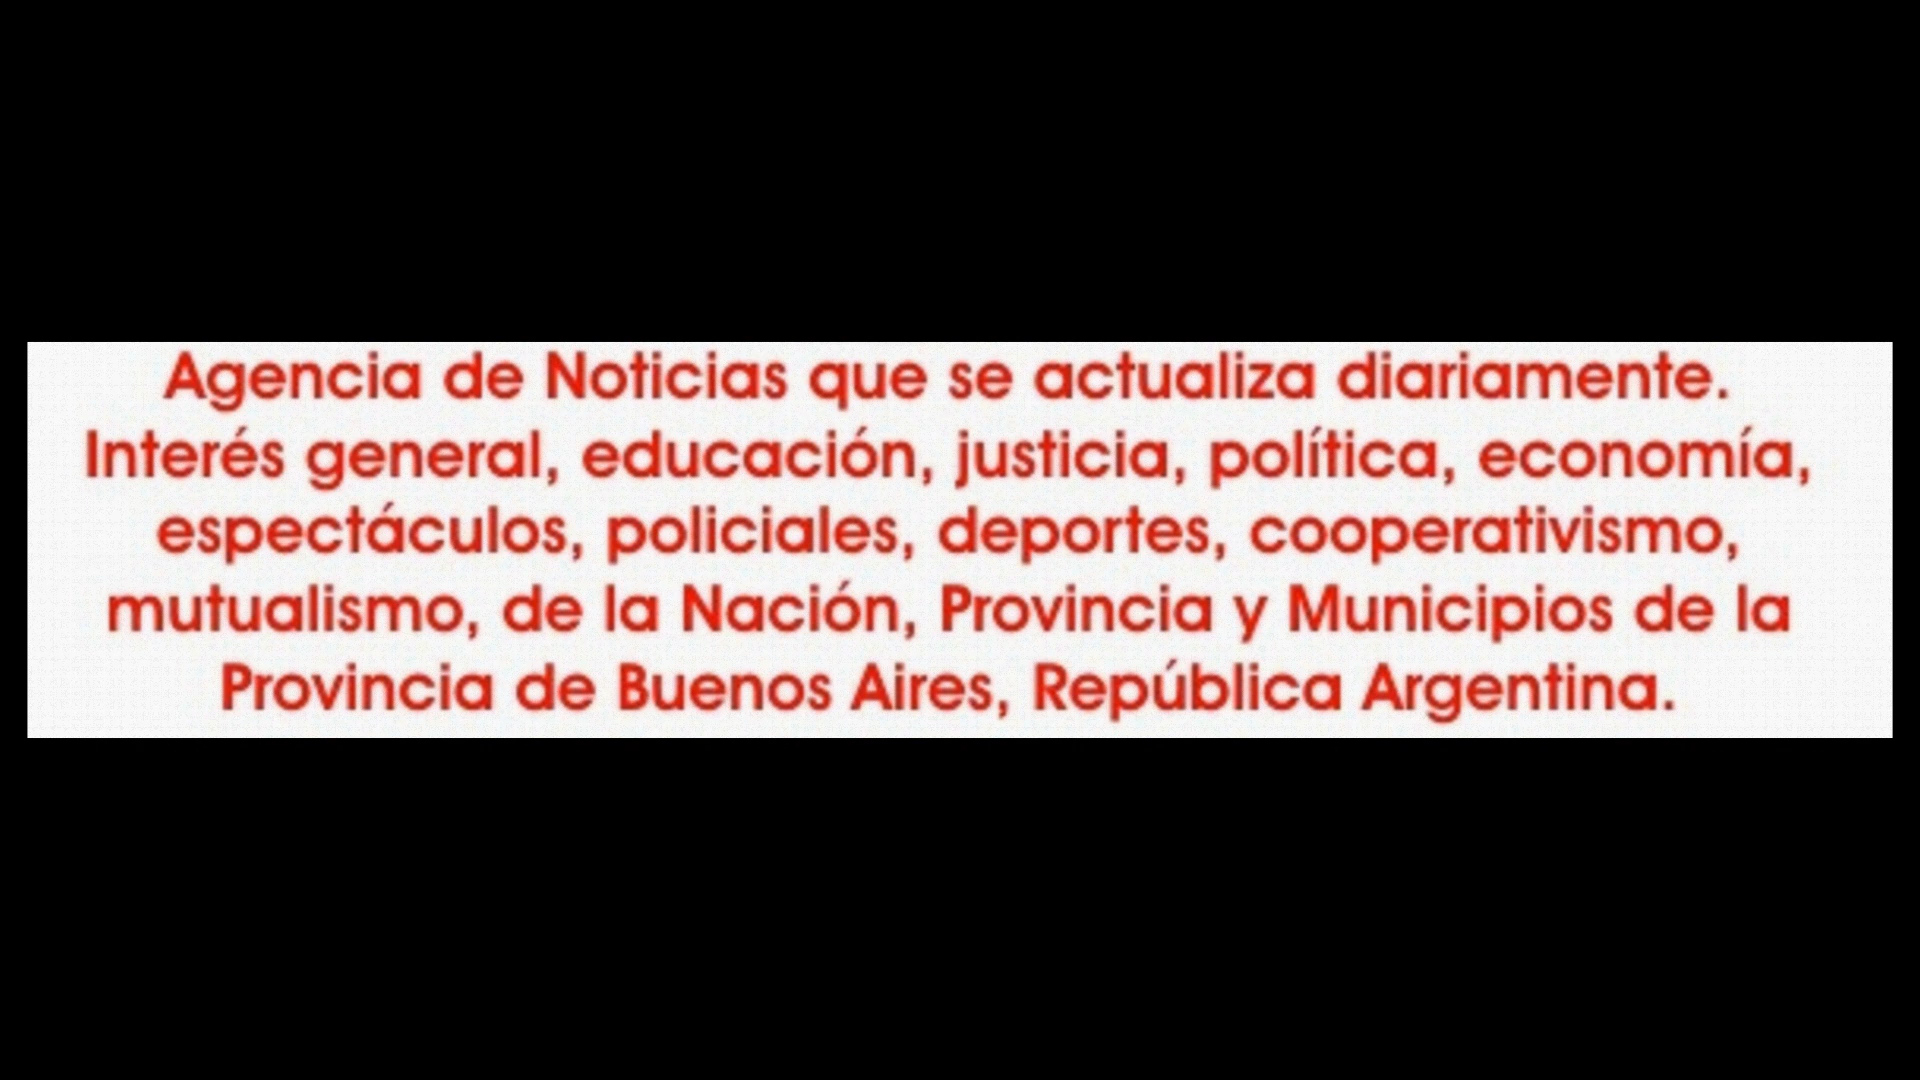 Agencia de Noticias que se actualiza diariamente.
Interés general, educación, justicia, política, economía,
espectáculos, policiales, deportes, cooperativismo,
mutualismo, de la Nación, Provincia y Municipios de la
Provincia de Buenos Aires, República Argentina.